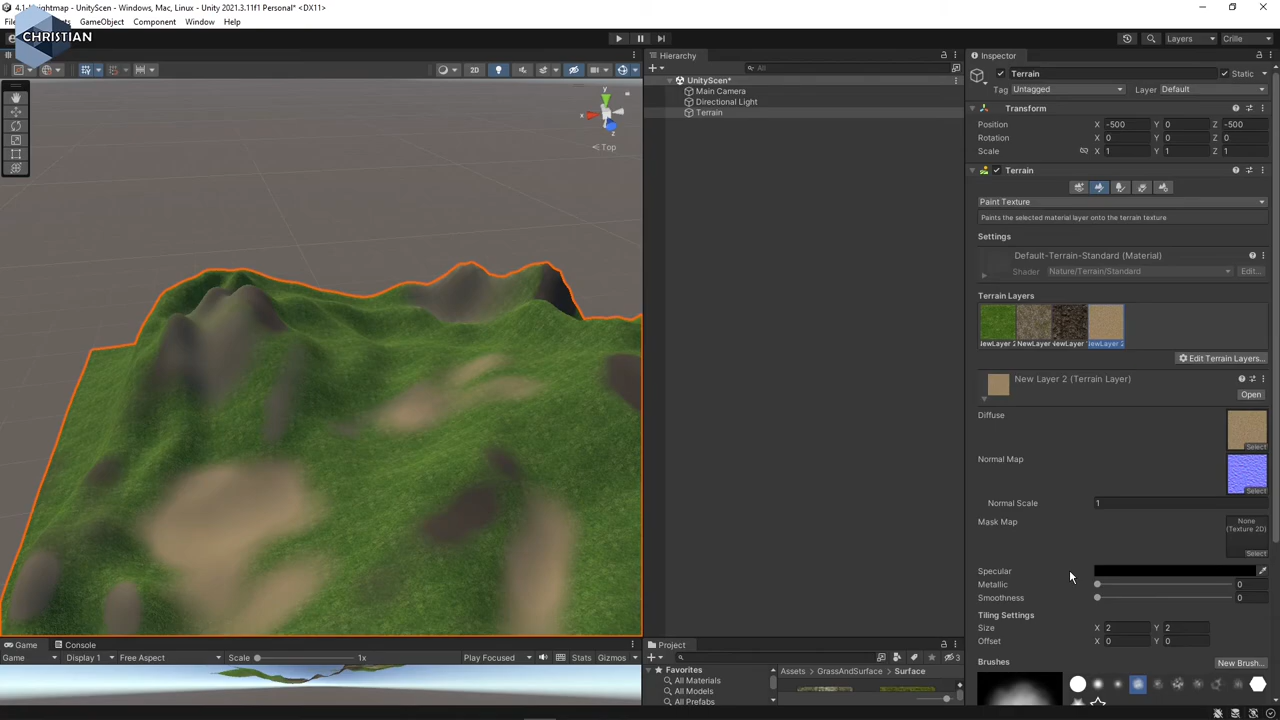 4.1-Heightmap - UnityScen - Windows, Mac, Linux - Unity 2021.3.11f1 Personal* <DX11>
GameObject Component Window Help
CHRISTIAN
Layers Crille
2D
y
x
z
Top
Hierarchy
All
UnityScen*
Main Camera
Directional Light
Terrain
Inspector
Terrain Static
Tag Untagged Layer Default
Transform
Position X -500 Y 0 Z -500
Rotation X 0 Y 0 Z 0
Scale X 1 Y 1 Z 1
Terrain
Paint Texture
Paints the selected material layer onto the terrain texture
Settings
Default-Terrain-Standard (Material)
Shader Nature/Terrain/Standard Edit...
Terrain Layers
NewLayer
Edit Terrain Layers...
New Layer 2 (Terrain Layer)
Open
Diffuse
Select
Normal Map
Select
Normal Scale 1
Mask Map None (Texture 2D)
Select
Specular
Metallic 0
Smoothness 0
Tiling Settings
Size X 2 Y 2
Offset X 0 Y 0
Brushes New Brush...
Game Console
Game Display 1 Free Aspect Scale 1x Play Focused Stats Gizmos
Project
3
Favorites
All Materials
All Models
All Prefabs
Assets GrassAndSurface Surface